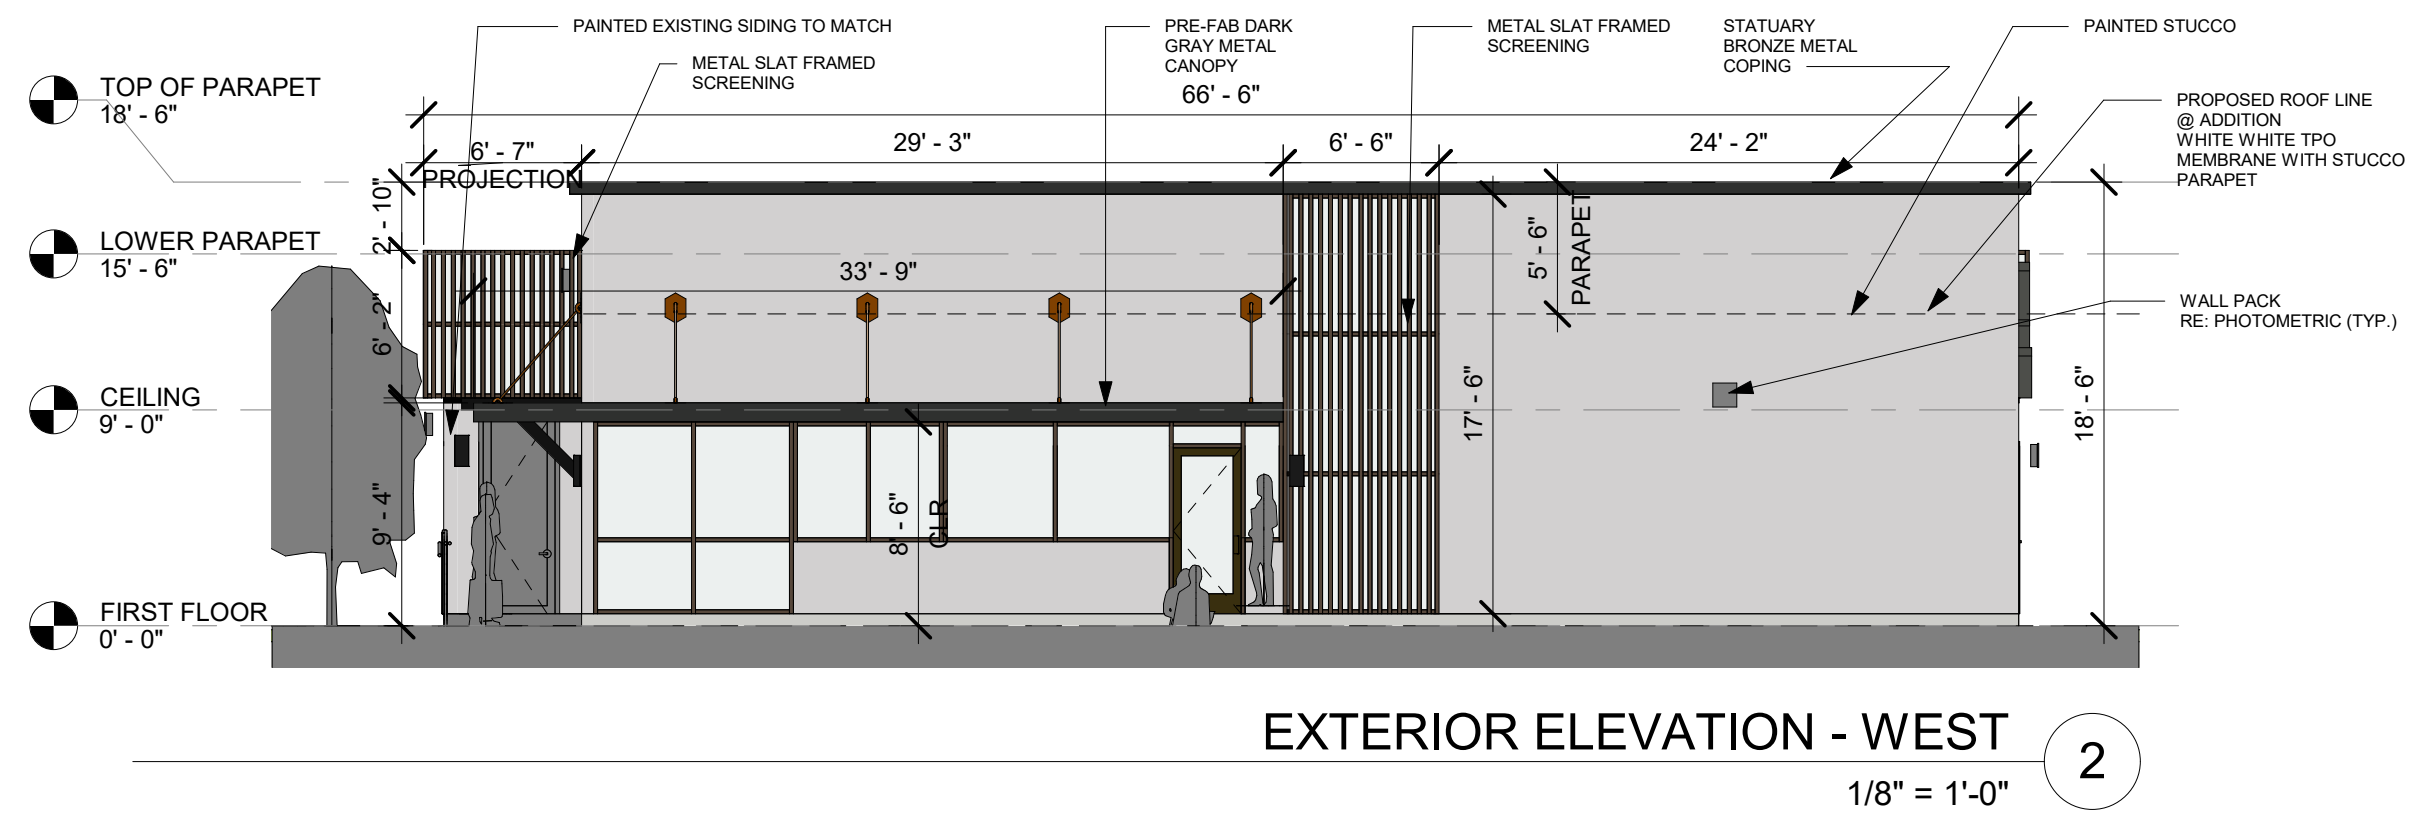 PAINTED EXISTING SIDING TO MATCH
METAL SLAT FRAMED
SCREENING
PRE-FAB DARK
GRAY METAL
CANOPY
METAL SLAT FRAMED
SCREENING
STATUARY
BRONZE METAL
COPING
PAINTED STUCCO
PROPOSED ROOF LINE
@ ADDITION
WHITE WHITE TPO
MEMBRANE WITH STUCCO
PARAPET
WALL PACK
RE: PHOTOMETRIC (TYP.)
TOP OF PARAPET
18' - 6"
LOWER PARAPET
15' - 6"
CEILING
9' - 0"
FIRST FLOOR
0' - 0"
66' - 6"
6' - 7"
PROJECTION
29' - 3"
6' - 6"
24' - 2"
2' - 10"
6' - 2"
9' - 4"
33' - 9"
8' - 6"
CLR
5' - 6"
PARAPET
17' - 6"
18' - 6"
EXTERIOR ELEVATION - WEST
2
1/8" = 1'-0"